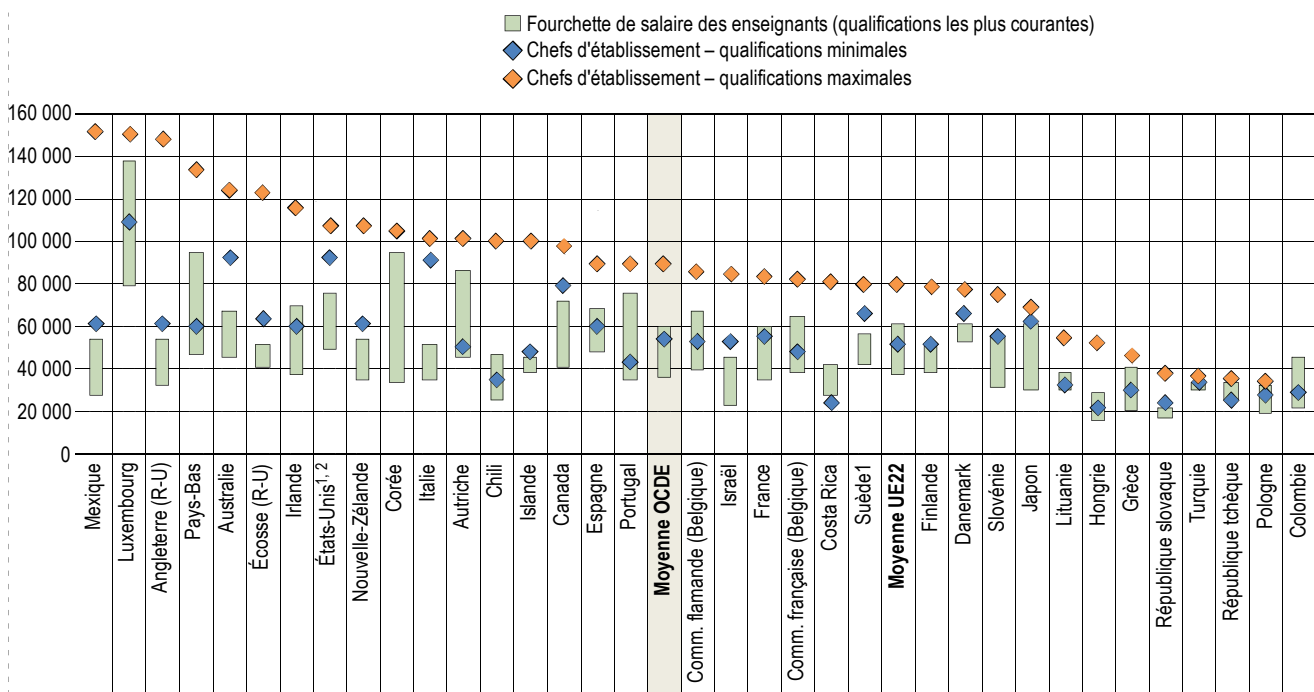 Fourchette de salaire des enseignants (qualifications les plus courantes)
Chefs d'établissement – qualifications minimales
Chefs d'établissement – qualifications maximales
160 000
140 000
120 000
100 000
80 000
60 000
40 000
20 000
0
Mexique
Luxembourg
Angleterre (R-U)
Pays-Bas
Australie
Écosse (R-U)
Irlande
États-Unis1, 2
Nouvelle-Zélande
Corée
Italie
Autriche
Chili
Islande
Canada
Espagne
Portugal
Moyenne OCDE
Comm. flamande (Belgique)
Israël
France
Comm. française (Belgique)
Costa Rica
Suède1
Moyenne UE22
Finlande
Danemark
Slovénie
Japon
Lituanie
Hongrie
Grèce
République slovaque
Turquie
République tchèque
Pologne
Colombie